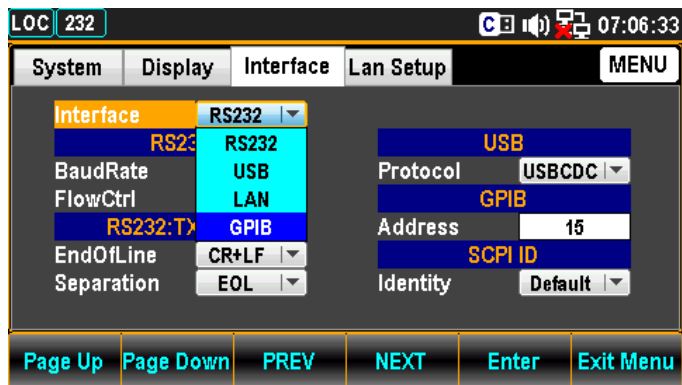 LOC 232 C 07:06:33
System Display Interface Lan Setup MENU
Interface RS232
RS232
USB
LAN
GPIB
RS23
BaudRate
FlowCtrl
RS232:TX
EndOfLine CR+LF
Separation EOL
USB
Protocol USBCDC
GPIB
Address 15
SCPI ID
Identity Default
Page Up Page Down PREV NEXT Enter Exit Menu